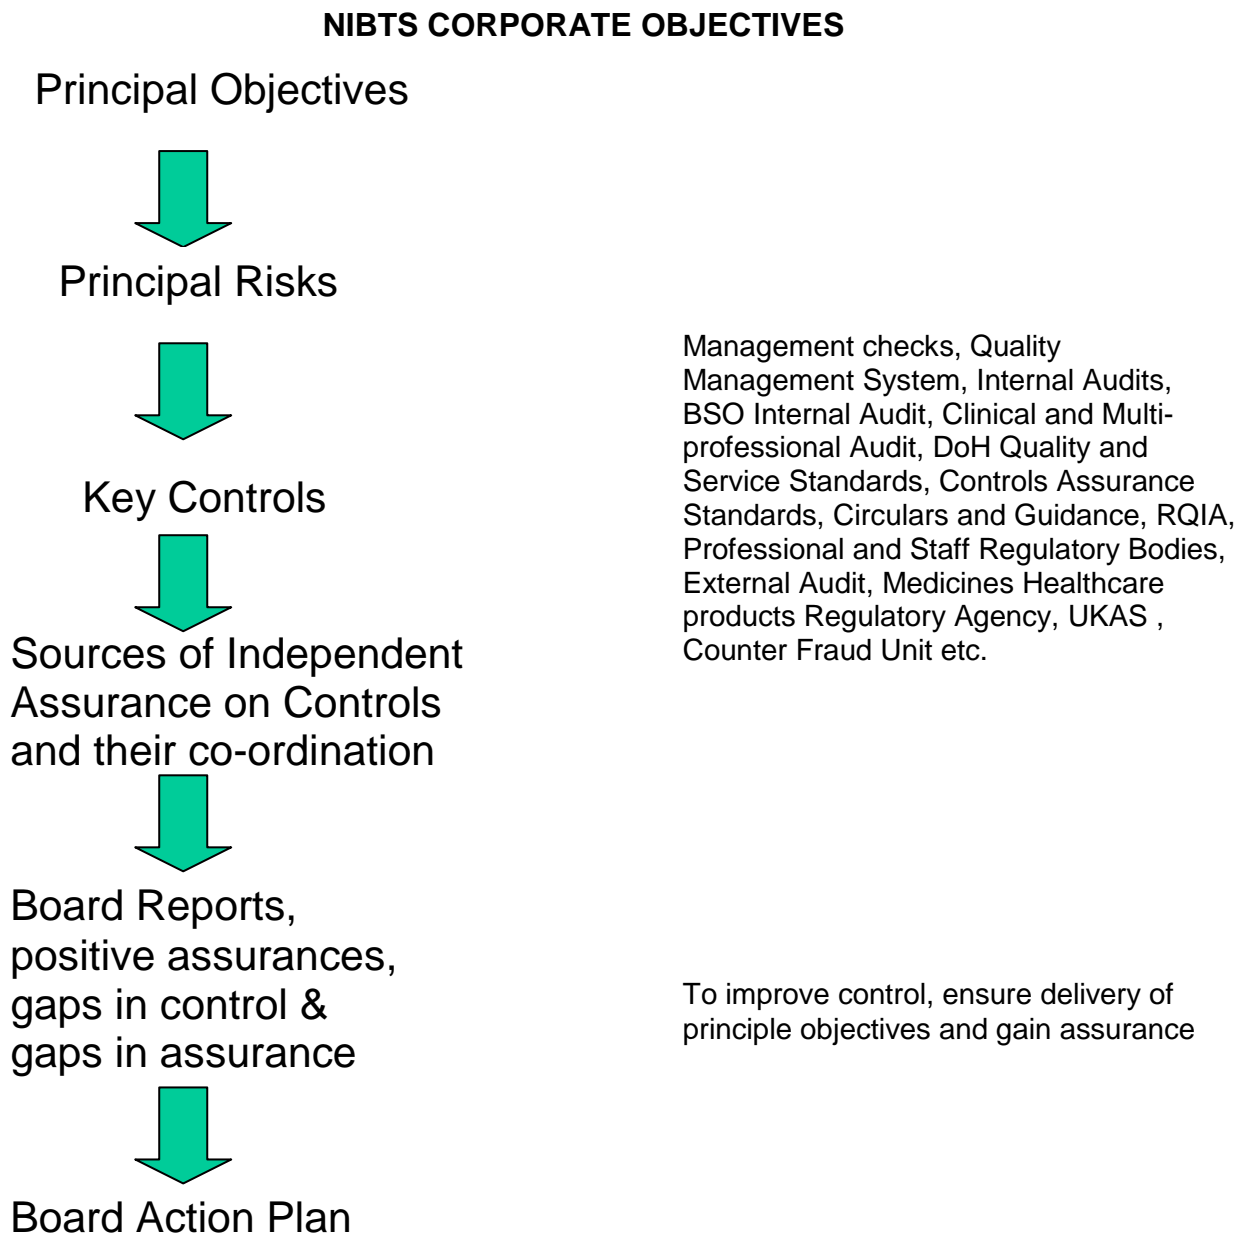 NIBTS CORPORATE OBJECTIVES
Principal Objectives
Principal Risks
Key Controls
Management checks, Quality
Management System, Internal Audits,
BSO Internal Audit, Clinical and Multi-
professional Audit, DoH Quality and
Service Standards, Controls Assurance
Standards, Circulars and Guidance, RQIA,
Professional and Staff Regulatory Bodies,
External Audit, Medicines Healthcare
products Regulatory Agency, UKAS ,
Counter Fraud Unit etc.
Sources of Independent
Assurance on Controls
and their co-ordination
Board Reports,
positive assurances,
gaps in control &
gaps in assurance
To improve control, ensure delivery of
principle objectives and gain assurance
Board Action Plan